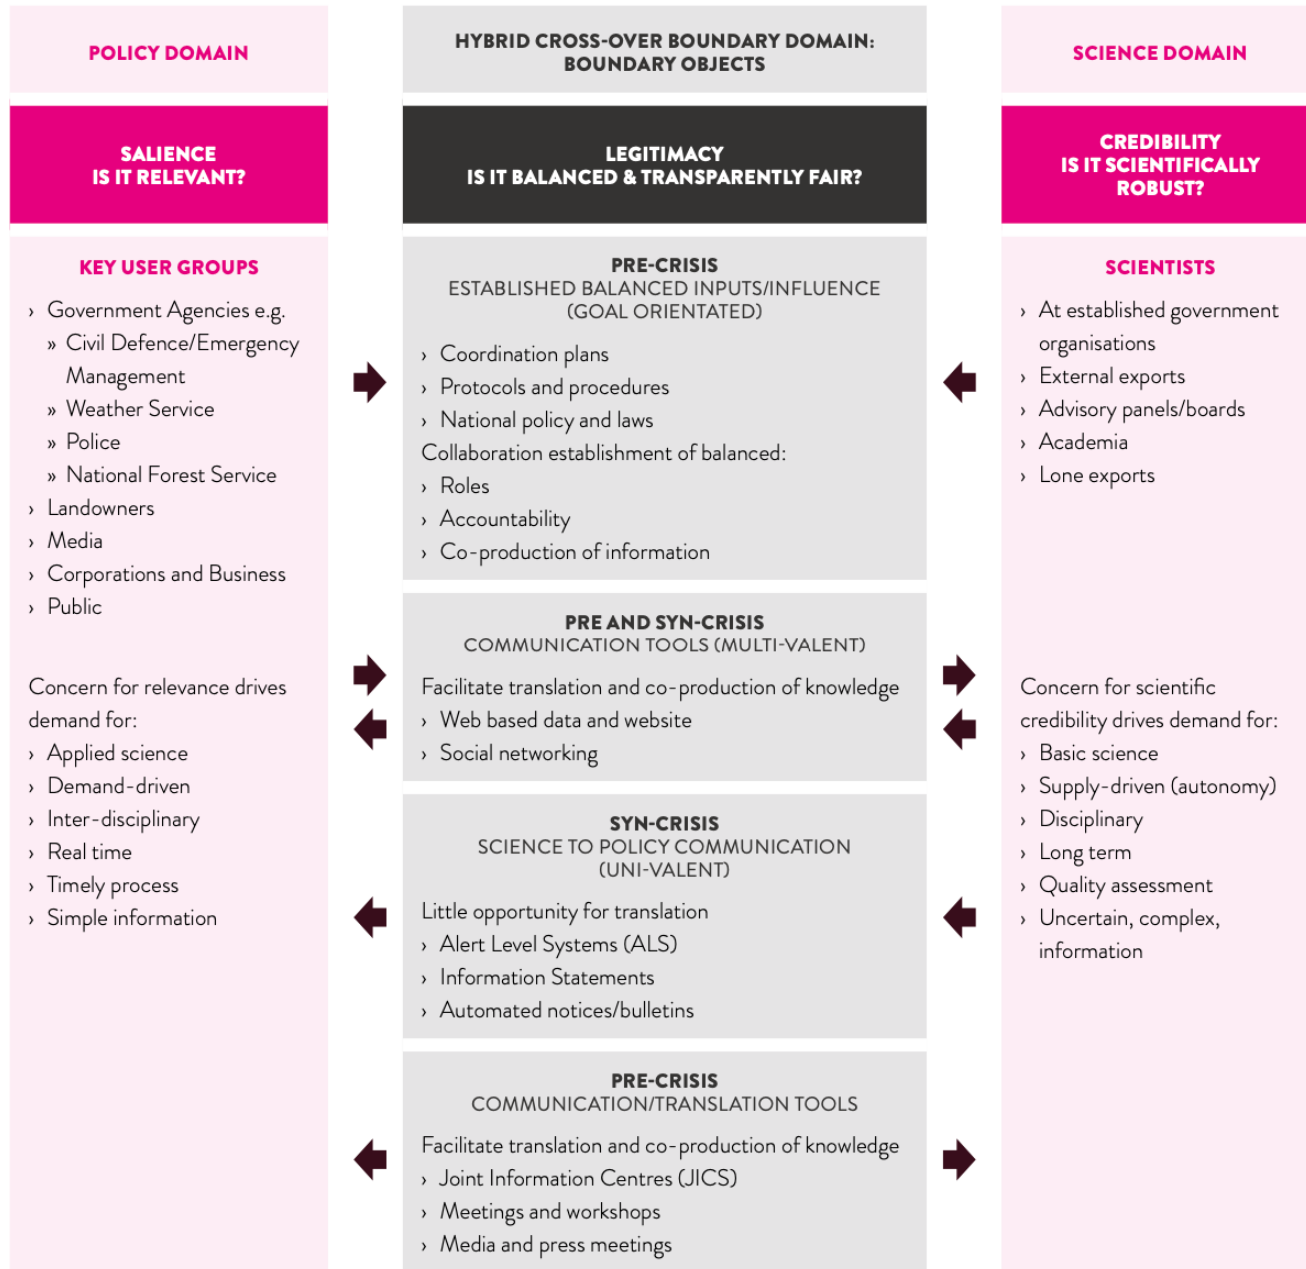 POLICY DOMAIN
HYBRID CROSS-OVER BOUNDARY DOMAIN:
BOUNDARY OBJECTS
SCIENCE DOMAIN
SALIENCE
IS IT RELEVANT?
LEGITIMACY
IS IT BALANCED & TRANSPARENTLY FAIR?
CREDIBILITY
IS IT SCIENTIFICALLY
ROBUST?
KEY USER GROUPS
› Government Agencies e.g.
» Civil Defence/Emergency
Management
» Weather Service
» Police
» National Forest Service
› Landowners
› Media
› Corporations and Business
› Public
Concern for relevance drives
demand for:
› Applied science
› Demand-driven
› Inter-disciplinary
› Real time
› Timely process
› Simple information
PRE-CRISIS
ESTABLISHED BALANCED INPUTS/INFLUENCE
(GOAL ORIENTATED)
› Coordination plans
› Protocols and procedures
› National policy and laws
Collaboration establishment of balanced:
› Roles
› Accountability
› Co-production of information
PRE AND SYN-CRISIS
COMMUNICATION TOOLS (MULTI-VALENT)
Facilitate translation and co-production of knowledge
› Web based data and website
› Social networking
SYN-CRISIS
SCIENCE TO POLICY COMMUNICATION
(UNI-VALENT)
Little opportunity for translation
› Alert Level Systems (ALS)
› Information Statements
› Automated notices/bulletins
PRE-CRISIS
COMMUNICATION/TRANSLATION TOOLS
Facilitate translation and co-production of knowledge
› Joint Information Centres (JICS)
› Meetings and workshops
› Media and press meetings
SCIENTISTS
› At established government
organisations
› External exports
› Advisory panels/boards
› Academia
› Lone exports
Concern for scientific
credibility drives demand for:
› Basic science
› Supply-driven (autonomy)
› Disciplinary
› Long term
› Quality assessment
› Uncertain, complex,
information